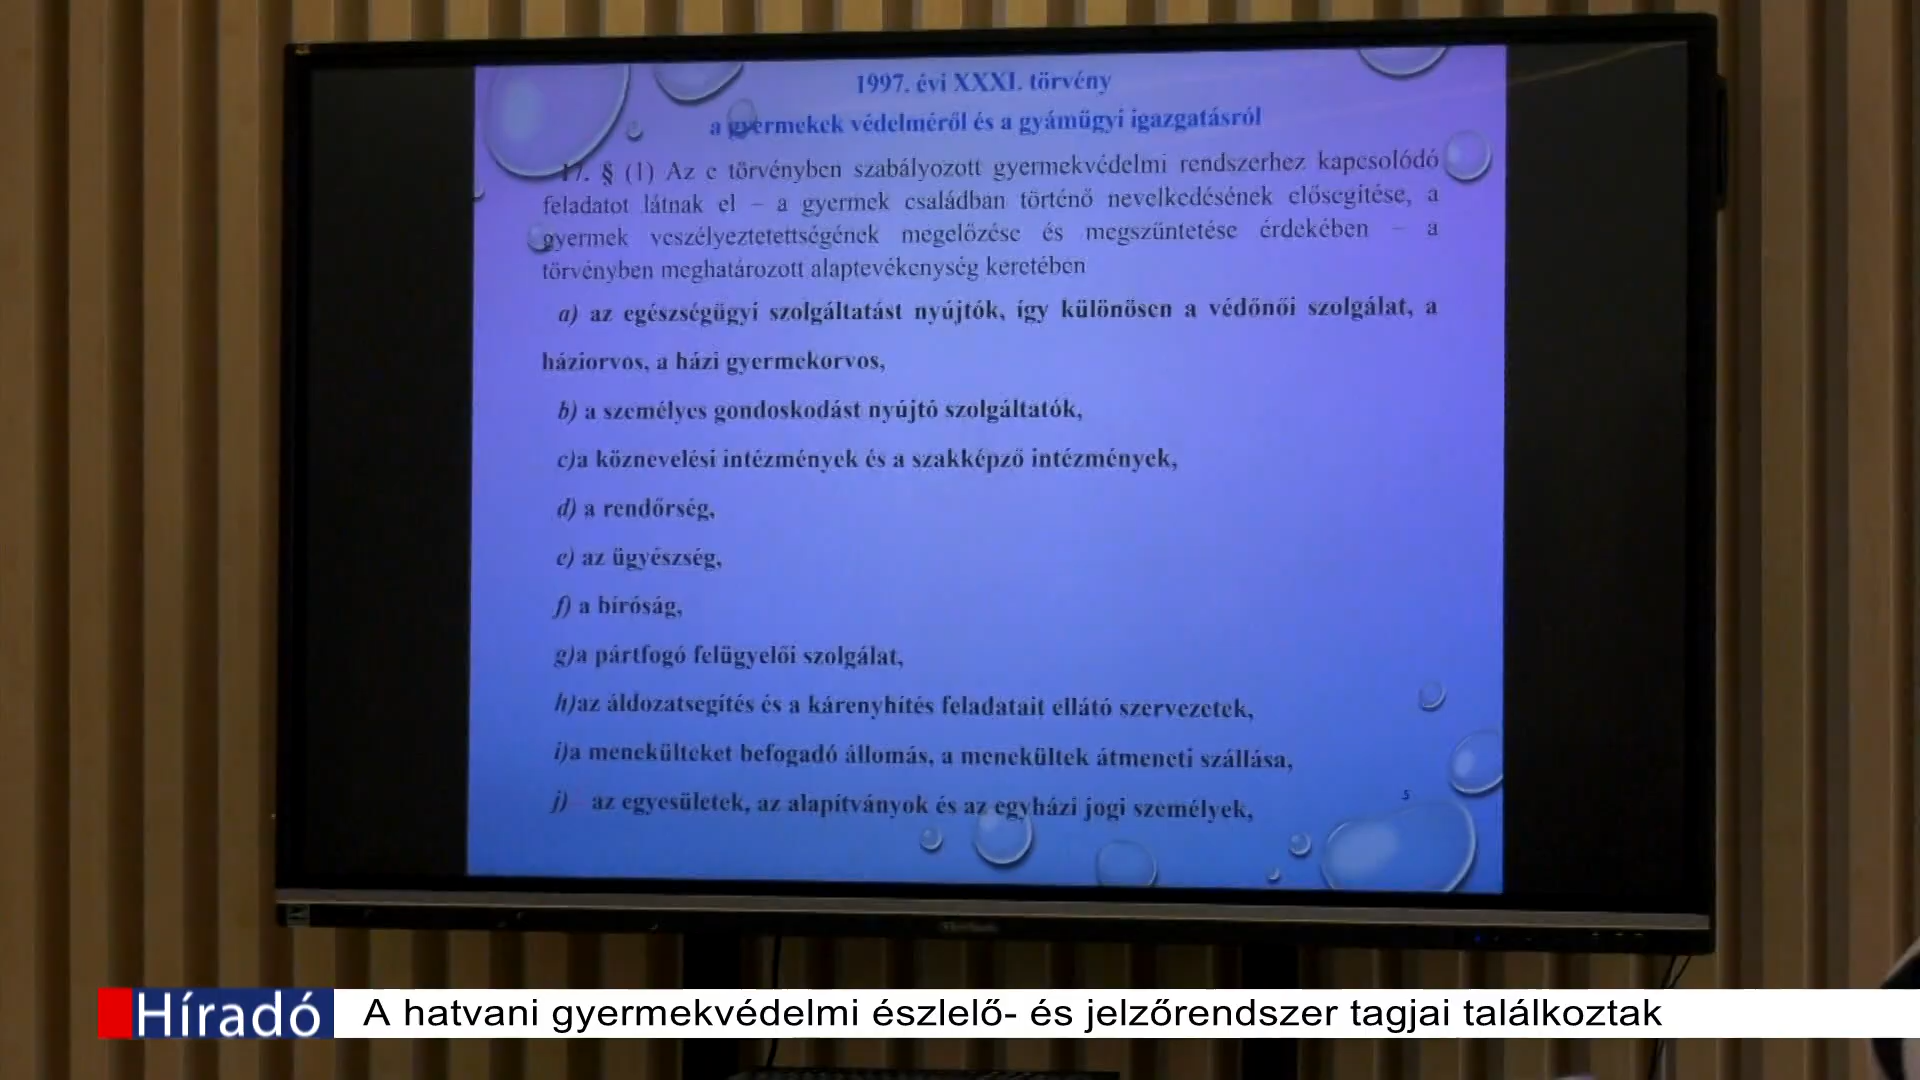 1997. évi XXXI. törvény
a gyermekek védelméről és a gyámügyi igazgatásról
17. § (1) Az e törvényben szabályozott gyermekvédelmi rendszerhez kapcsolódó
feladatot látnak el – a gyermek családban történő nevelkedésének elősegítése, a
gyermek veszélyeztetettségének megelőzése és megszüntetése érdekében – a
törvényben meghatározott alaptevékenység keretében
a) az egészségügyi szolgáltatást nyújtók, így különösen a védőnői szolgálat, a
háziorvos, a házi gyermekorvos,
b) a személyes gondoskodást nyújtó szolgáltatók,
c)a köznevelési intézmények és a szakképző intézmények,
d) a rendőrség,
e) az ügyészség,
f) a bíróság,
g)a pártfogó felügyelői szolgálat,
h)az áldozatsegítés és a kárenyhítés feladatait ellátó szervezetek,
i)a menekülteket befogadó állomás, a menekültek átmeneti szállása,
j) az egyesületek, az alapítványok és az egyházi jogi személyek,
5
Híradó A hatvani gyermekvédelmi észlelő- és jelzőrendszer tagjai találkoztak